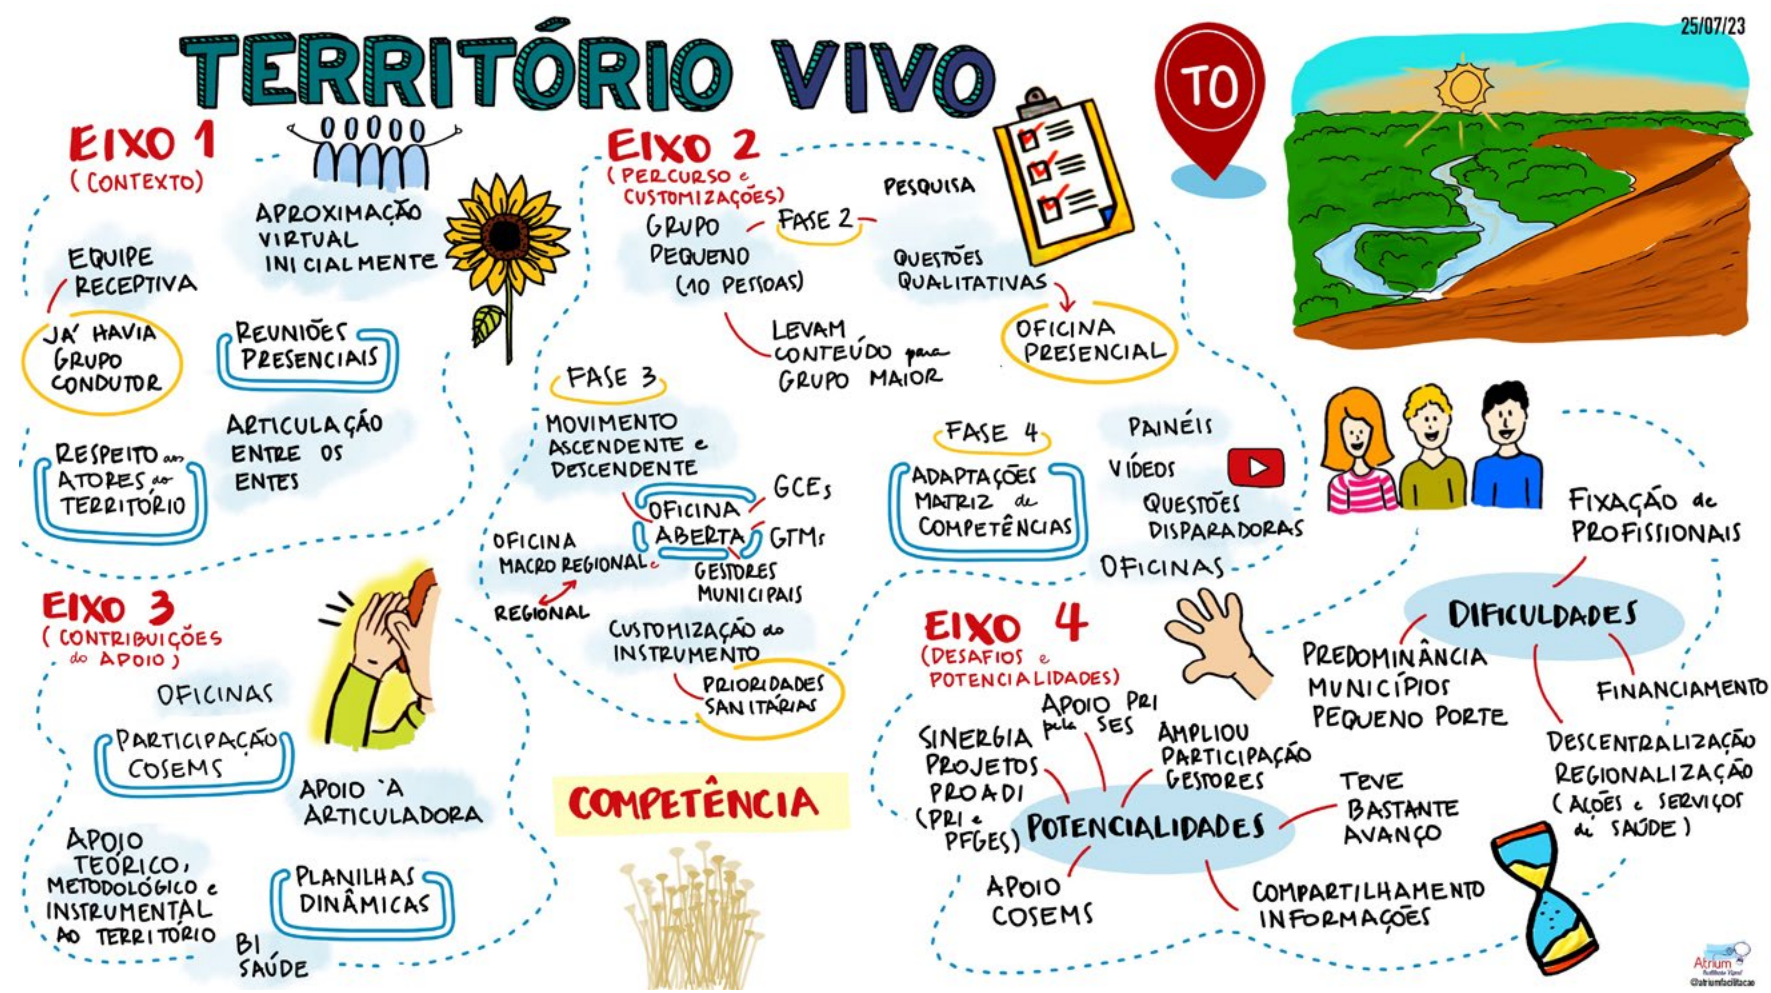 25/07/23
TERRITÓRIO VIVO
TO
EIXO 1
(CONTEXTO)
APROXIMAÇÃO
VIRTUAL
INICIALMENTE
EQUIPE
RECEPTIVA
JÁ HAVIA
GRUPO
CONDUTOR
REUNIÕES
PRESENCIAIS
ARTICULAÇÃO
ENTRE OS
ENTES
RESPEITO aos
ATORES do
TERRITÓRIO
EIXO 2
(PERCURSO e
CUSTOMIZAÇÕES)
GRUPO
PEQUENO
(10 PESSOAS)
FASE 2
PESQUISA
QUESTÕES
QUALITATIVAS
OFICINA
PRESENCIAL
LEVAM
CONTEÚDO para
GRUPO MAIOR
FASE 3
MOVIMENTO
ASCENDENTE e
DESCENDENTE
OFICINA
ABERTA
GCEs
GTMs
GESTORES
MUNICIPAIS
OFICINA
MACRO REGIONAL e
REGIONAL
CUSTOMIZAÇÃO do
INSTRUMENTO
PRIORIDADES
SANITÁRIAS
FASE 4
ADAPTAÇÕES
MATRIZ de
COMPETÊNCIAS
PAINÉIS
VÍDEOS
QUESTÕES
DISPARADORAS
OFICINAS
EIXO 3
(CONTRIBUIÇÕES
do APOIO)
OFICINAS
PARTICIPAÇÃO
COSEMS
APOIO À
ARTICULADORA
APOIO
TEÓRICO,
METODOLÓGICO e
INSTRUMENTAL
AO TERRITÓRIO
PLANILHAS
DINÂMICAS
BI
SAÚDE
COMPETÊNCIA
EIXO 4
(DESAFIOS e
POTENCIALIDADES)
SINERGIA
PROJETOS
PROADI
(PRI e
PFGES)
APOIO PRI
pela SES
AMPLIOU
PARTICIPAÇÃO
GESTORES
POTENCIALIDADES
TEVE
BASTANTE
AVANÇO
APOIO
COSEMS
COMPARTILHAMENTO
INFORMAÇÕES
FIXAÇÃO de
PROFISSIONAIS
DIFICULDADES
PREDOMINÂNCIA
MUNICÍPIOS
PEQUENO PORTE
FINANCIAMENTO
DESCENTRALIZAÇÃO
REGIONALIZAÇÃO
(AÇÕES e SERVIÇOS
de SAÚDE)
Atrium
@atriumfacilitacao